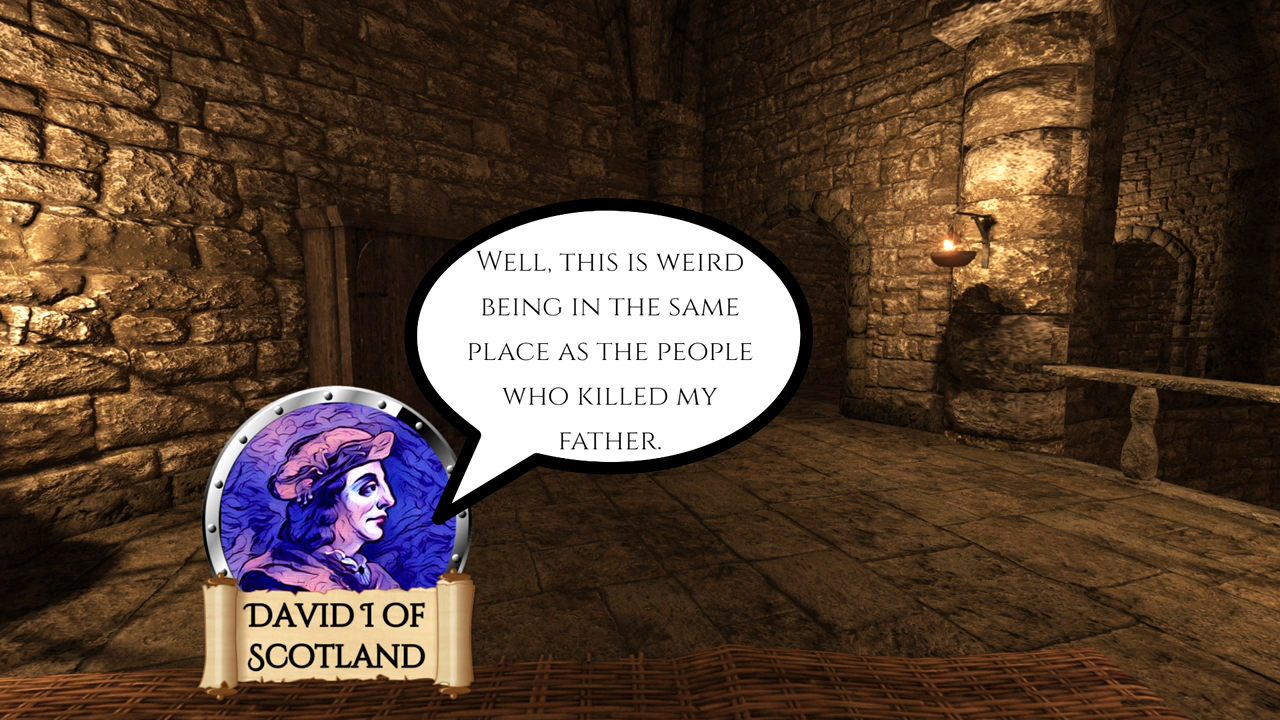 Well, this is weird
being in the same
place as the people
who killed my
father.
David I of
Scotland